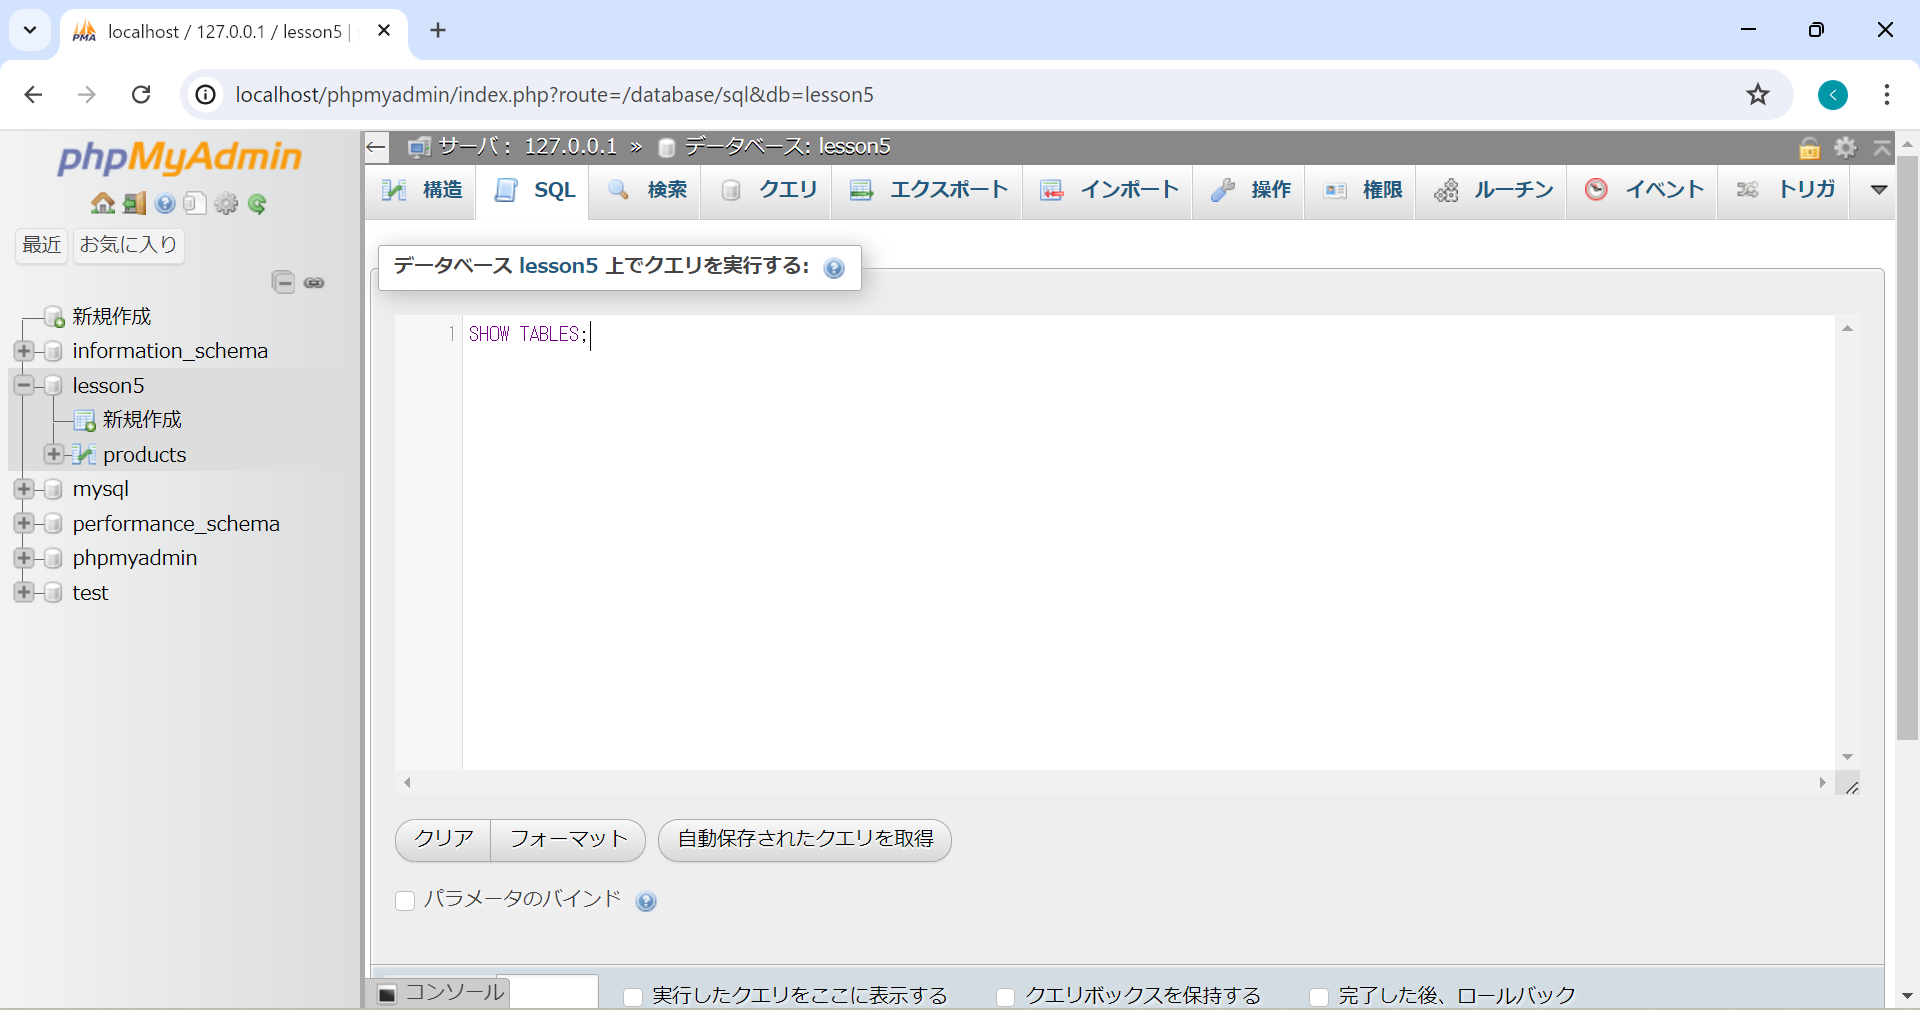 localhost / 127.0.0.1 / lesson5 |
localhost/phpmyadmin/index.php?route=/database/sql&db=lesson5
phpMyAdmin
最近 お気に入り
新規作成
information_schema
lesson5
新規作成
products
mysql
performance_schema
phpmyadmin
test
サーバ： 127.0.0.1 » データベース: lesson5
構造 SQL 検索 クエリ エクスポート インポート 操作 権限 ルーチン イベント トリガ
データベース lesson5 上でクエリを実行する:
1 SHOW TABLES;
クリア フォーマット 自動保存されたクエリを取得
パラメータのバインド
コンソール 実行したクエリをここに表示する クエリボックスを保持する 完了した後、ロールバック